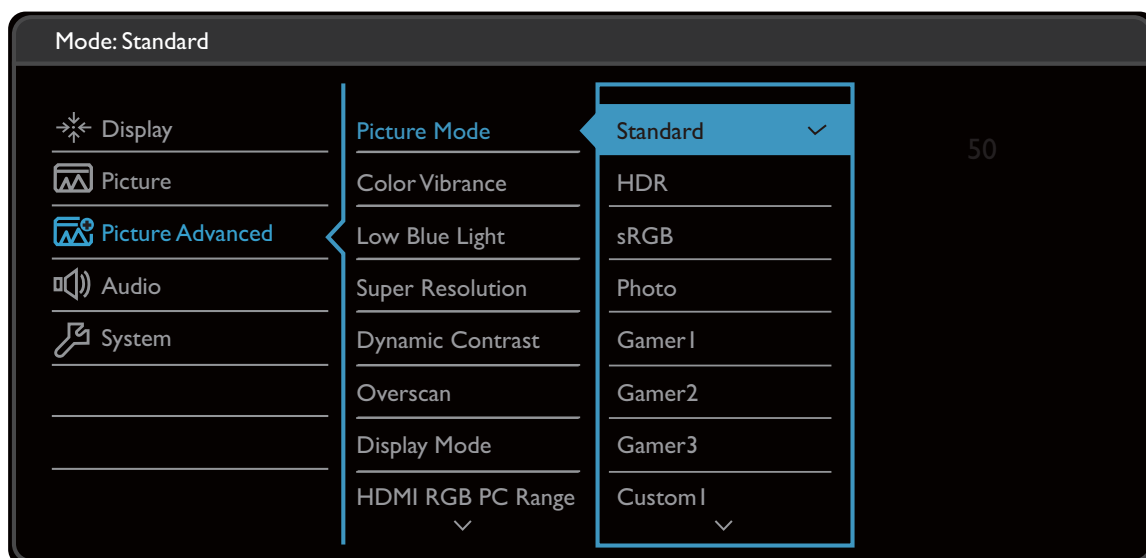 Mode: Standard
Display
Picture
Picture Advanced
Audio
System
Picture Mode
Color Vibrance
Low Blue Light
Super Resolution
Dynamic Contrast
Overscan
Display Mode
HDMI RGB PC Range
Standard
HDR
sRGB
Photo
Gamer1
Gamer2
Gamer3
Custom1
50